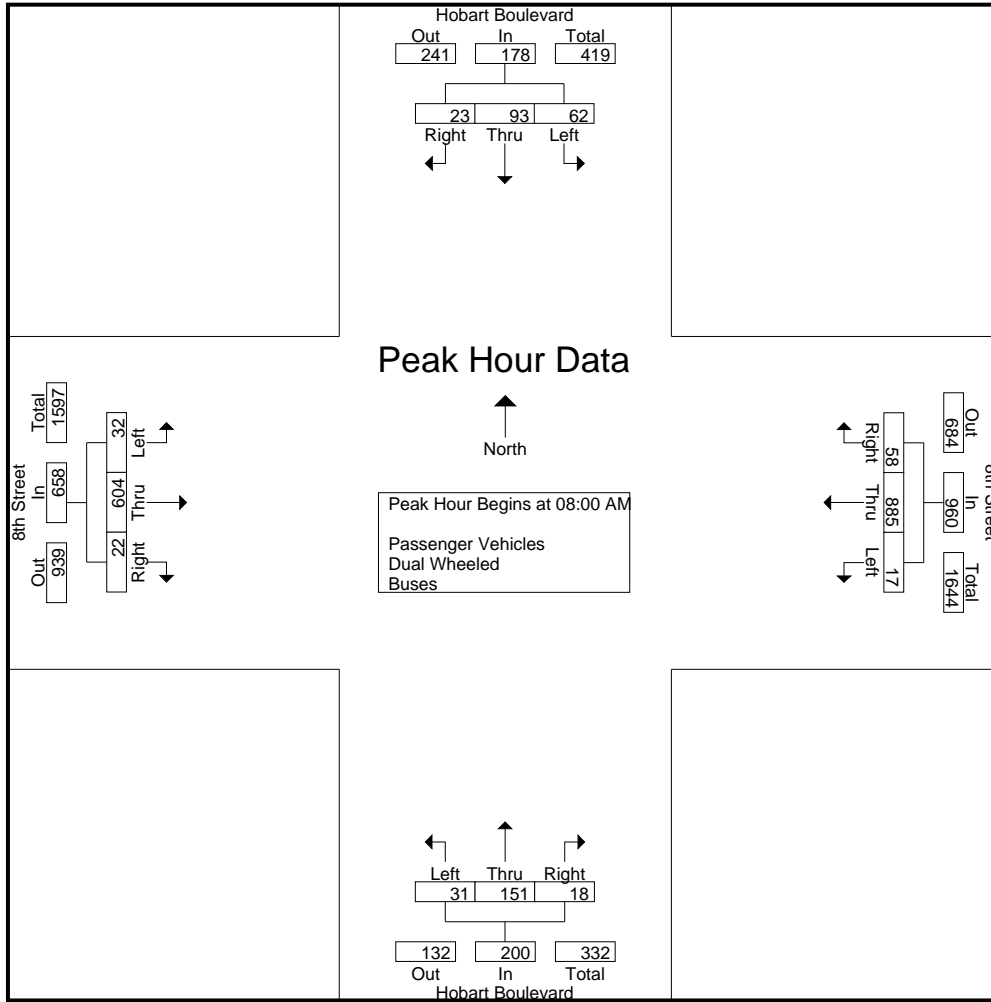 Hobart Boulevard
Out In Total
241 178 419
23 93 62
Right Thru Left
Peak Hour Data
North
Peak Hour Begins at 08:00 AM
Passenger Vehicles
Dual Wheeled
Buses
8th Street
Out In Total
939 658 1597
Right Thru Left
22 604 32
8th Street
Out In Total
684 960 1644
58 885 17
Right Thru Left
Left Thru Right
31 151 18
132 200 332
Out In Total
Hobart Boulevard